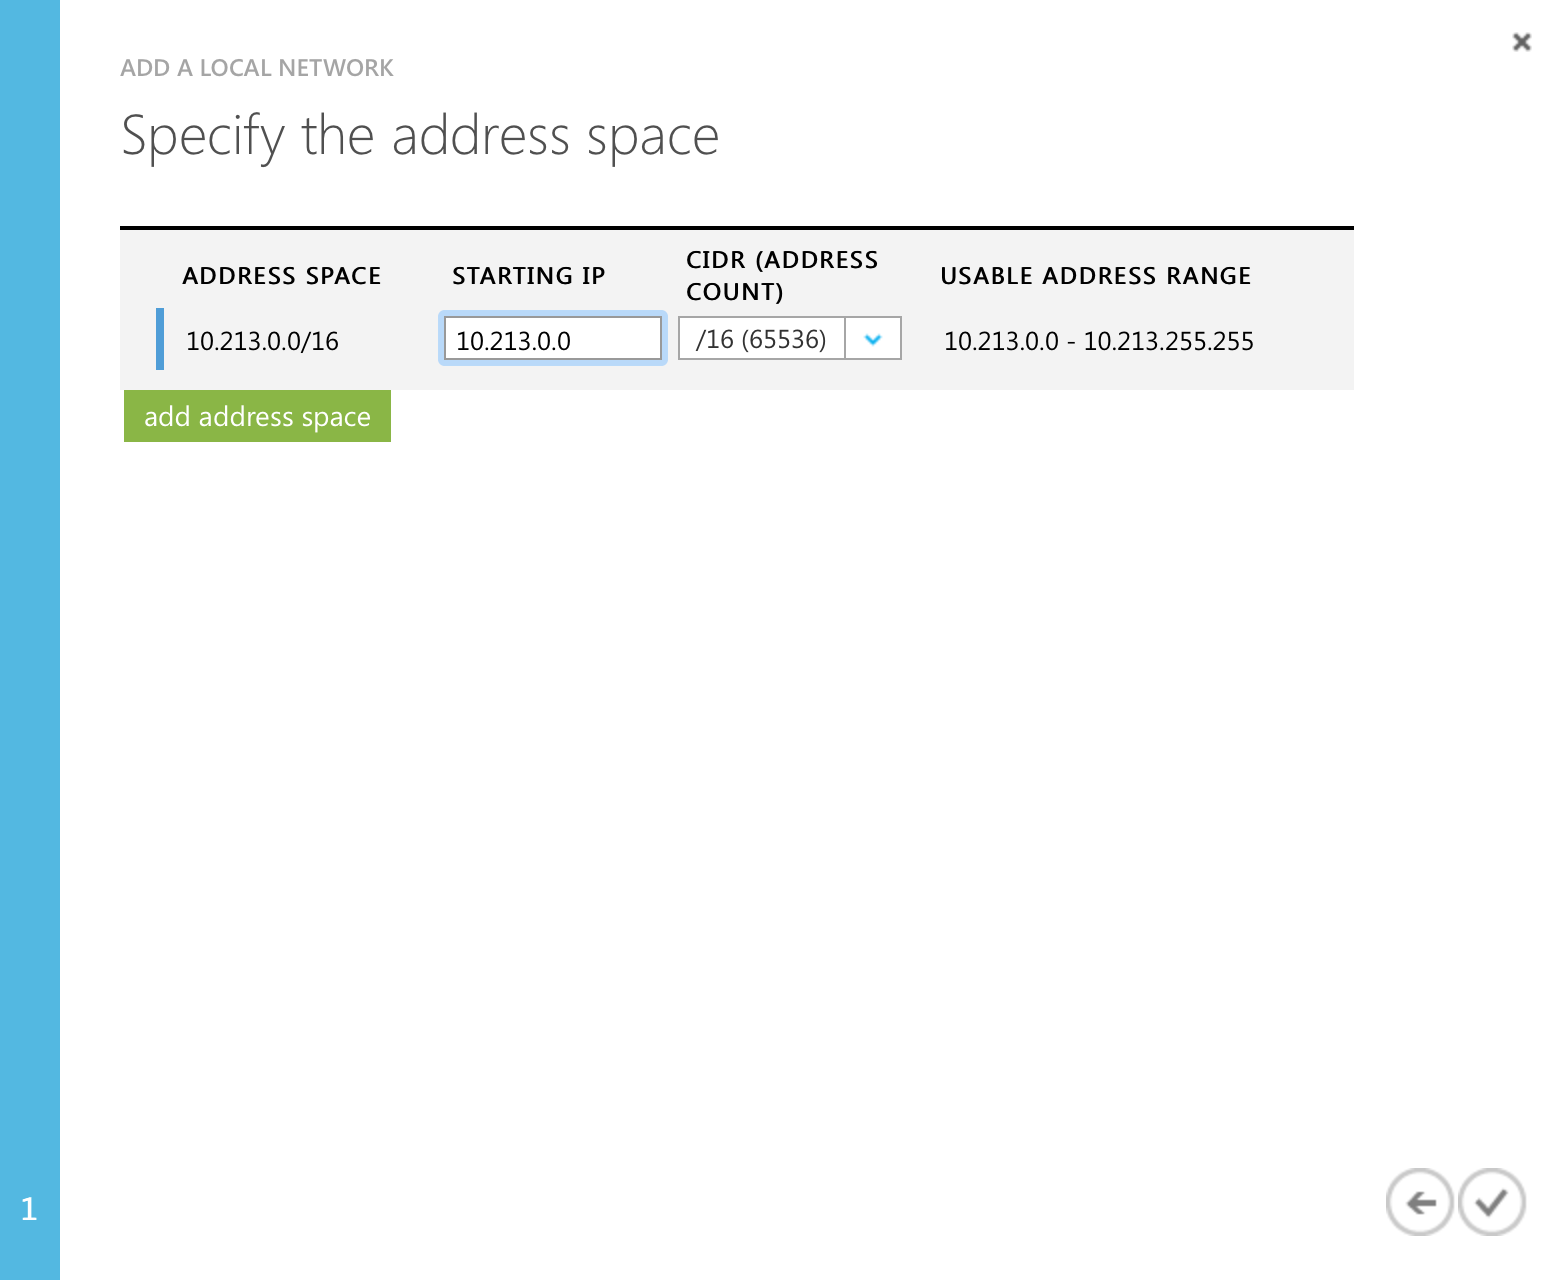 ADD A LOCAL NETWORK
Specify the address space
ADDRESS SPACE STARTING IP CIDR (ADDRESS COUNT) USABLE ADDRESS RANGE
10.213.0.0/16 10.213.0.0 /16 (65536) 10.213.0.0 - 10.213.255.255
add address space
1